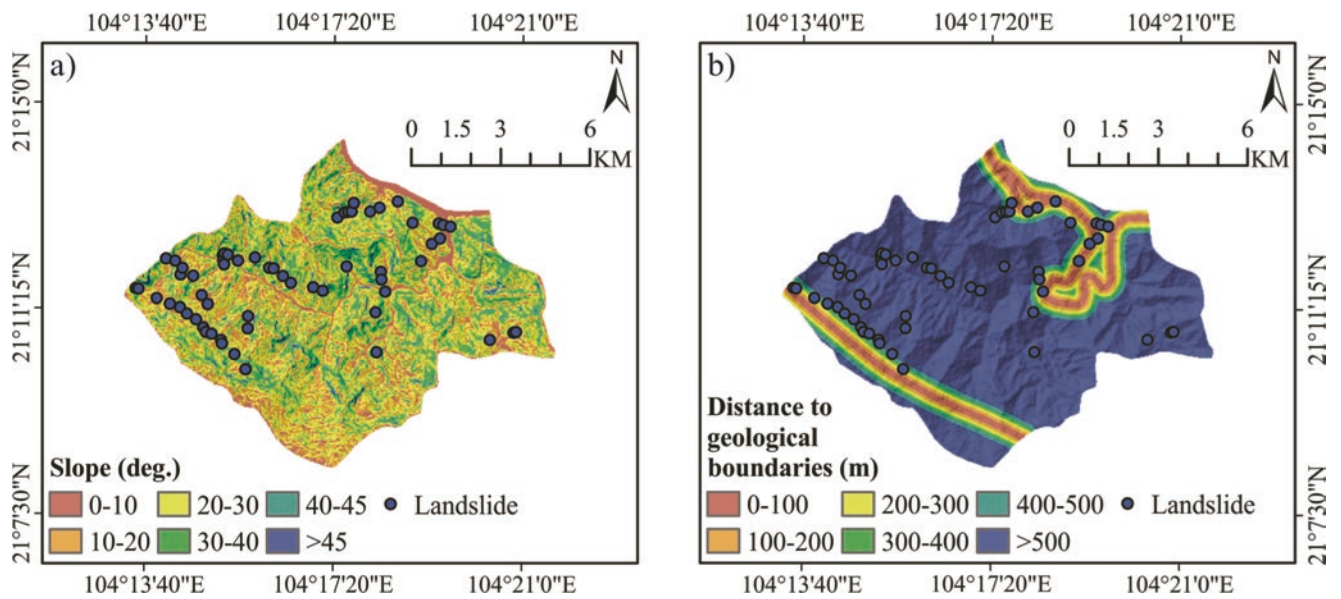 104°13'40"E 104°17'20"E 104°21'0"E
a)
N
0 1.5 3 6
KM
21°15'0"N
21°11'15"N
21°7'30"N
Slope (deg.)
0-10 20-30 40-45 Landslide
10-20 30-40 >45
104°13'40"E 104°17'20"E 104°21'0"E
104°13'40"E 104°17'20"E 104°21'0"E
b)
N
0 1.5 3 6
KM
21°15'0"N
21°11'15"N
21°7'30"N
Distance to
geological
boundaries (m)
0-100 200-300 400-500 Landslide
100-200 300-400 >500
104°13'40"E 104°17'20"E 104°21'0"E